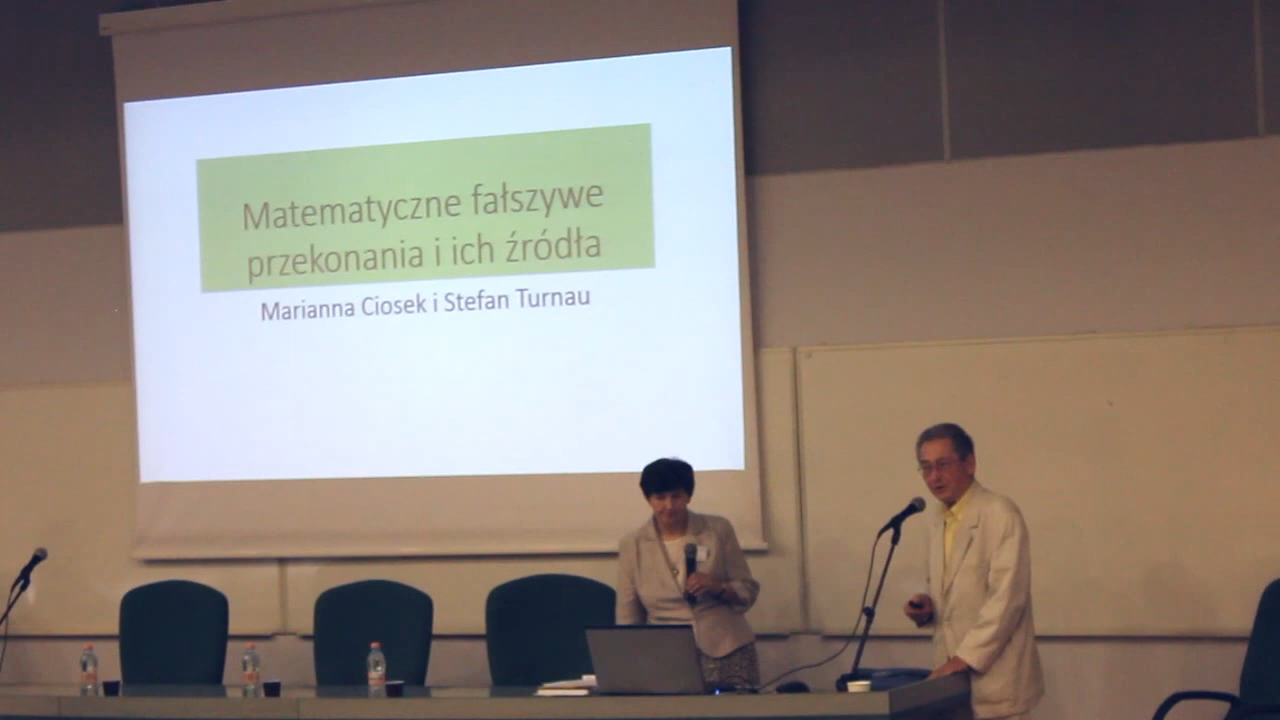 Matematyczne fałszywe
przekonania i ich źródła
Marianna Ciosek i Stefan Turnau